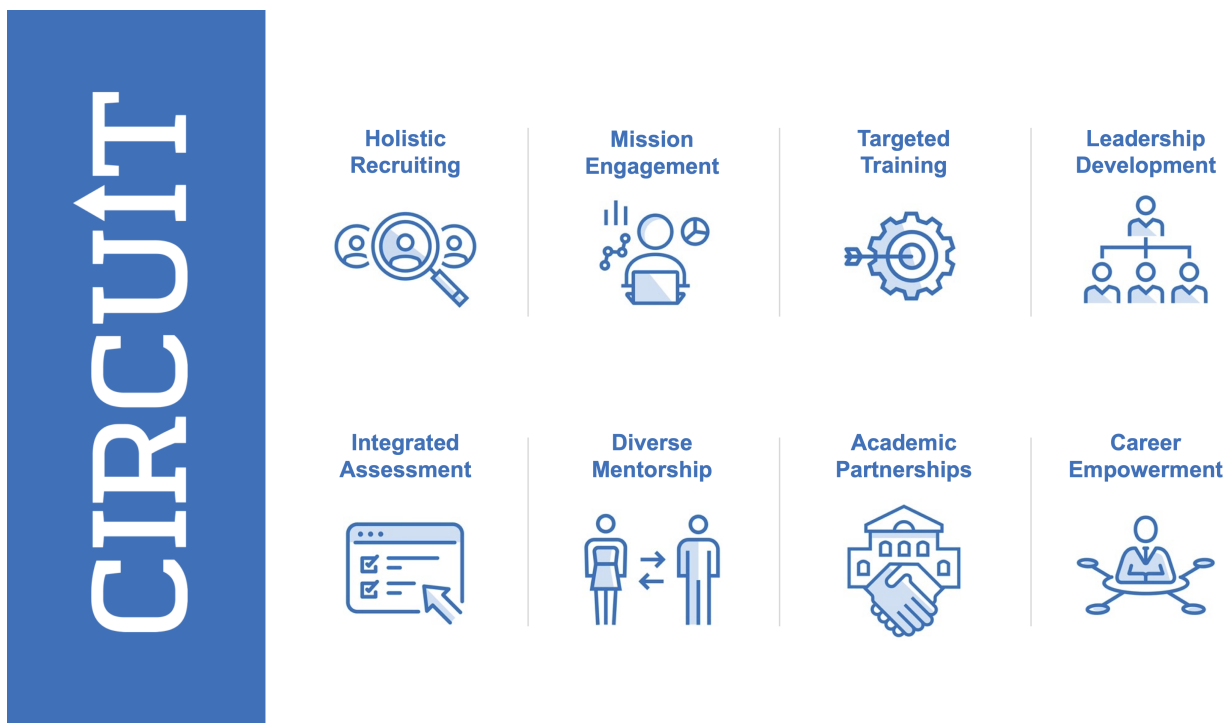 CIRCUIT
Holistic
Recruiting
Mission
Engagement
Targeted
Training
Leadership
Development
Integrated
Assessment
Diverse
Mentorship
Academic
Partnerships
Career
Empowerment